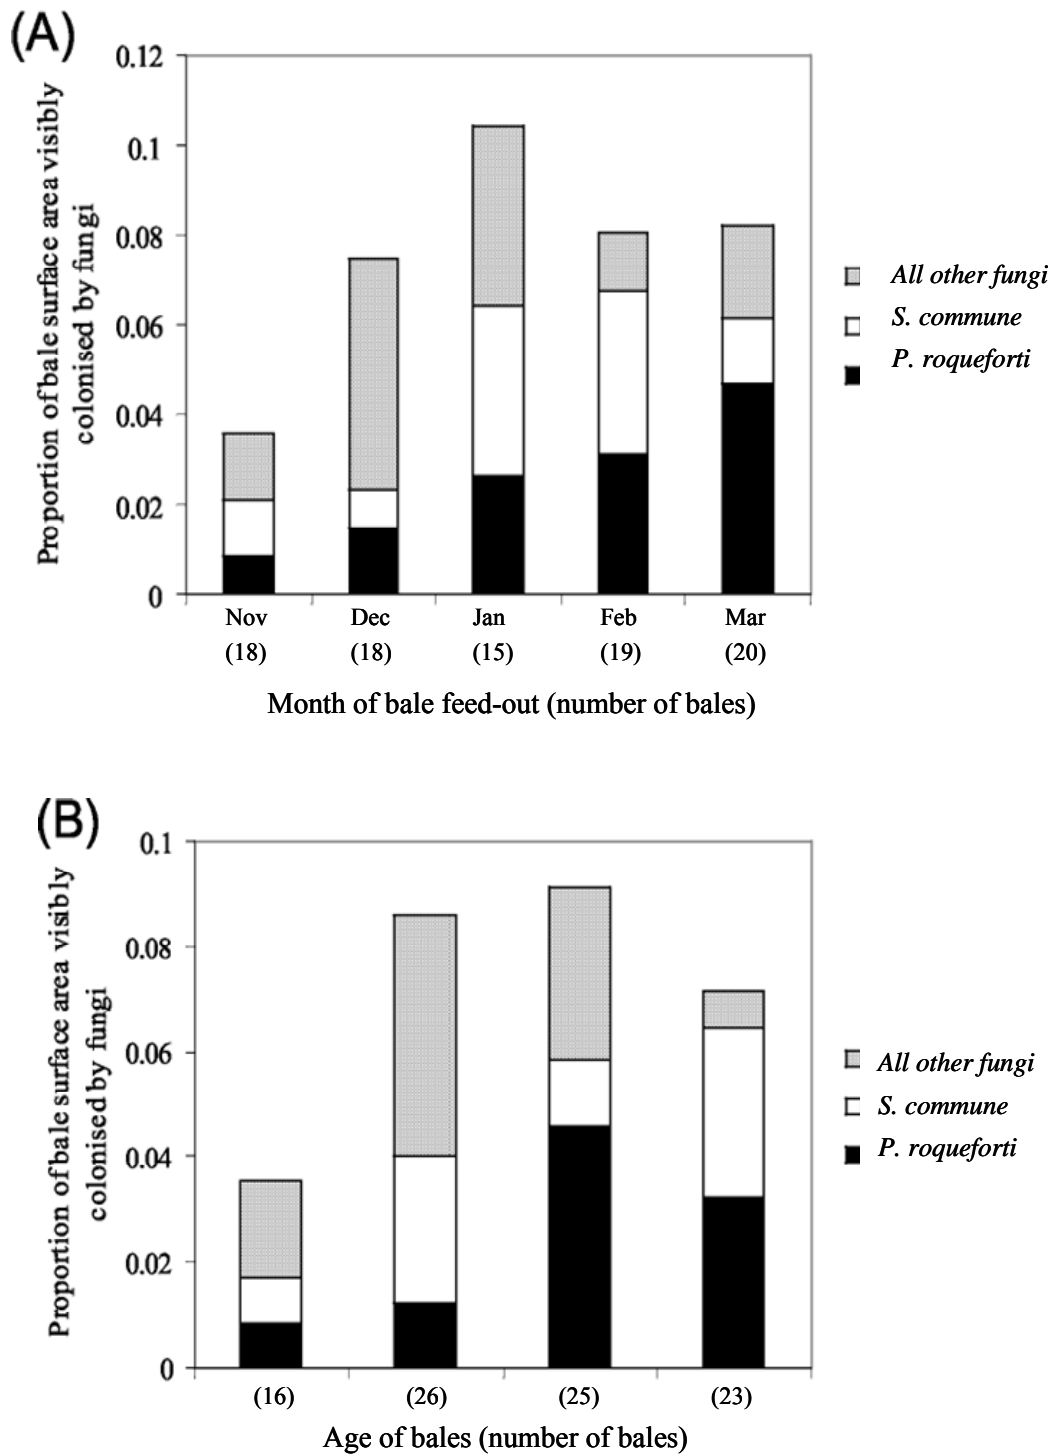 (A)
Proportion of bale surface area visibly
colonised by fungi
0.12
0.1
0.08
0.06
0.04
0.02
0
Nov Dec Jan Feb Mar
(18) (18) (15) (19) (20)
Month of bale feed-out (number of bales)
All other fungi
S. commune
P. roqueforti
(B)
Proportion of bale surface area visibly
colonised by fungi
0.1
0.08
0.06
0.04
0.02
0
(16) (26) (25) (23)
Age of bales (number of bales)
All other fungi
S. commune
P. roqueforti